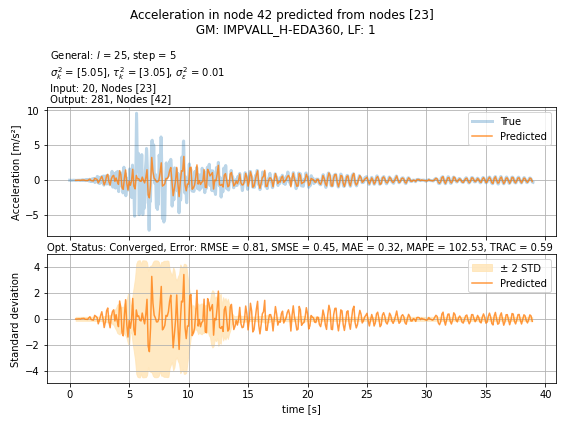 Acceleration in node 42 predicted from nodes [23]
GM: IMPVALL_H-EDA360, LF: 1
General: l = 25, step = 5
σ²ₖ = [5.05], τ²ₖ = [3.05], σ²ε = 0.01
Input: 20, Nodes [23]
Output: 281, Nodes [42]
10
5
0
−5
Acceleration [m/s²]
True
Predicted
Opt. Status: Converged, Error: RMSE = 0.81, SMSE = 0.45, MAE = 0.32, MAPE = 102.53, TRAC = 0.59
4
2
0
−2
−4
Standard deviation
± 2 STD
Predicted
0 5 10 15 20 25 30 35 40
time [s]